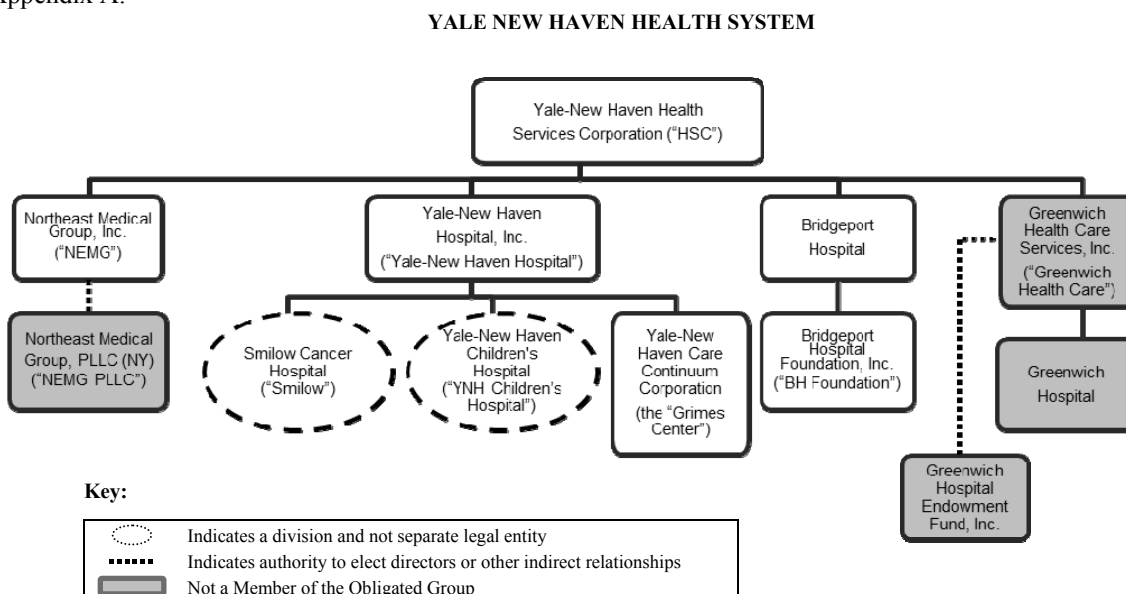 Appendix A.
YALE NEW HAVEN HEALTH SYSTEM
Yale-New Haven Health
Services Corporation ("HSC")
Northeast Medical
Group, Inc.
("NEMG")
Yale-New Haven
Hospital, Inc.
("Yale-New Haven Hospital")
Bridgeport
Hospital
Greenwich
Health Care
Services, Inc.
("Greenwich
Health Care")
Northeast Medical
Group, PLLC (NY)
("NEMG PLLC")
Smilow Cancer
Hospital
("Smilow")
Yale-New Haven
Children's
Hospital
("YNH Children's
Hospital")
Yale-New
Haven Care
Continuum
Corporation
(the "Grimes
Center")
Bridgeport
Hospital
Foundation, Inc.
("BH Foundation")
Greenwich
Hospital
Greenwich
Hospital
Endowment
Fund, Inc.
Key:
Indicates a division and not separate legal entity
Indicates authority to elect directors or other indirect relationships
Not a Member of the Obligated Group